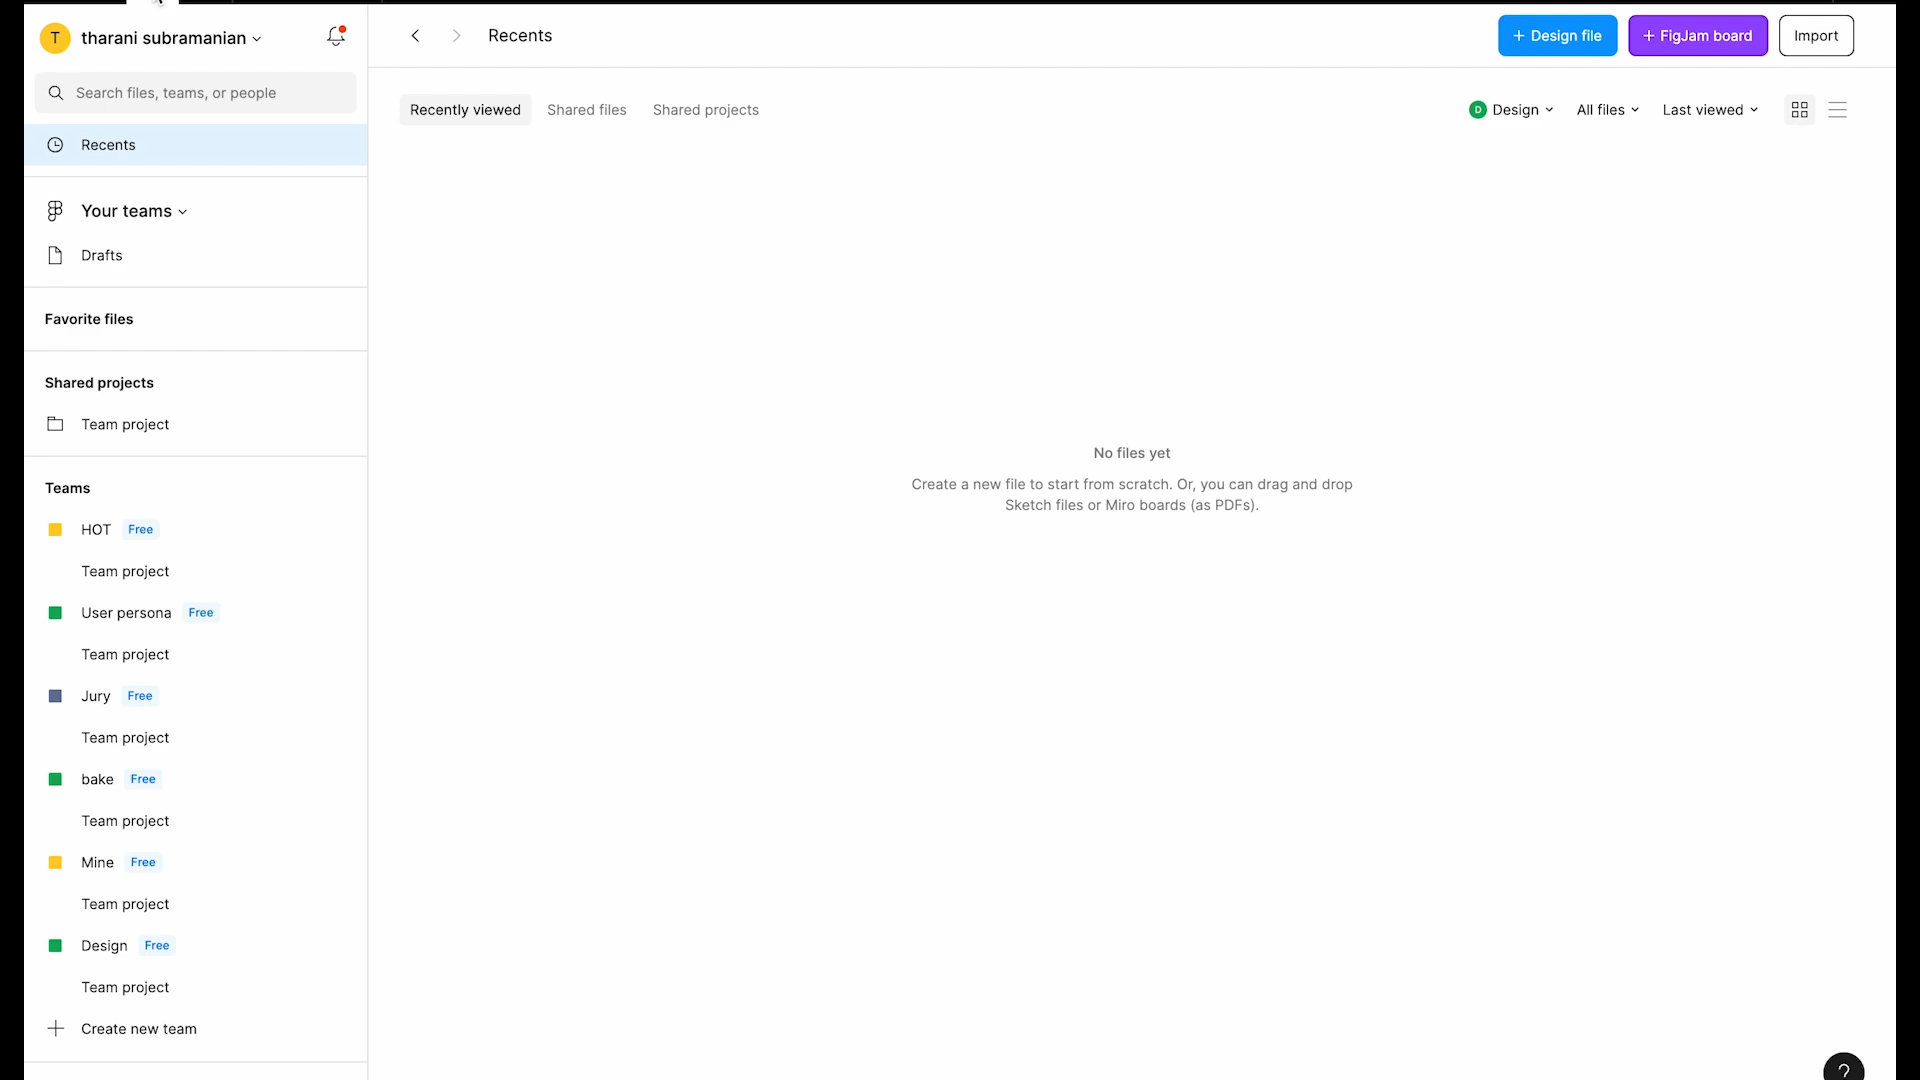 T tharani subramanian
Search files, teams, or people
Recents
Your teams
Drafts
Favorite files
Shared projects
Team project
Teams
HOT Free
Team project
User persona Free
Team project
Jury Free
Team project
bake Free
Team project
Mine Free
Team project
Design Free
Team project
Create new team
Recents
+ Design file
+ FigJam board
Import
Recently viewed
Shared files
Shared projects
D Design
All files
Last viewed
No files yet
Create a new file to start from scratch. Or, you can drag and drop
Sketch files or Miro boards (as PDFs).
?